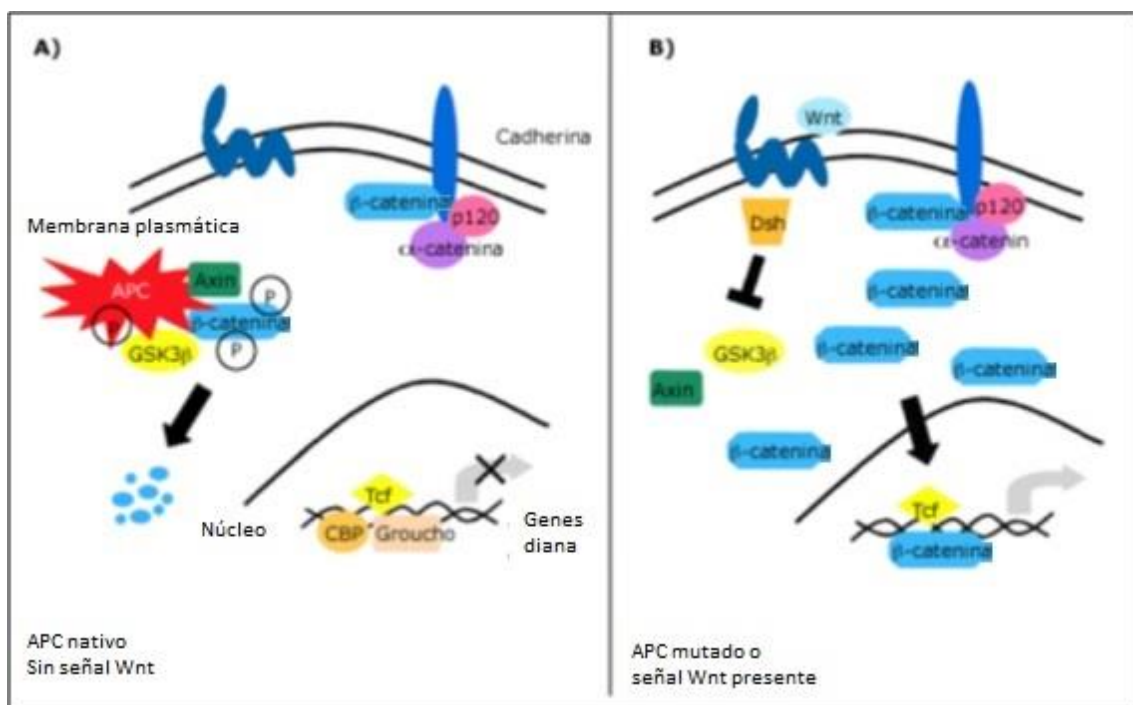 A)
Cadherina
β-catenina
p120
α-catenina
Membrana plasmática
APC
Axin
P
β-catenina
P
P
GSK3β
Tcf
CBP
Groucho
Núcleo
Genes
diana
APC nativo
Sin señal Wnt
B)
Wnt
β-catenina
p120
α-catenin
Dsh
β-catenina
GSK3β
β-catenina
β-catenina
Axin
β-catenina
Tcf
β-catenina
APC mutado o
señal Wnt presente